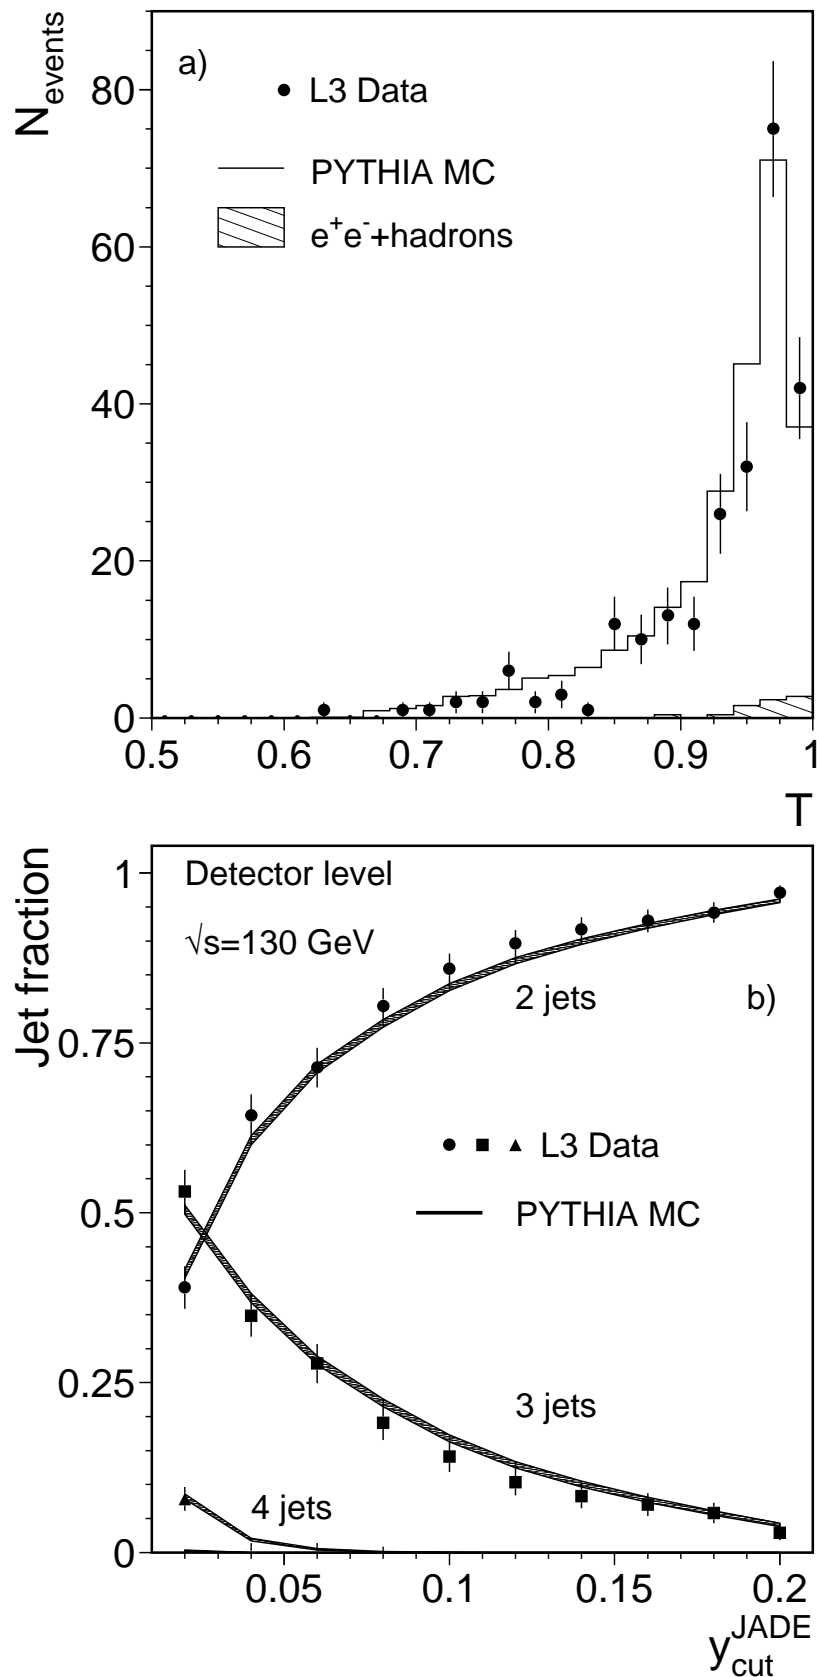 N_events
a)
L3 Data
PYTHIA MC
e⁺e⁻+hadrons
80
60
40
20
0
0.5 0.6 0.7 0.8 0.9 1
T
Jet fraction
Detector level
√s=130 GeV
2 jets
b)
L3 Data
PYTHIA MC
3 jets
4 jets
1
0.75
0.5
0.25
0
0.05 0.1 0.15 0.2
y_cut^JADE